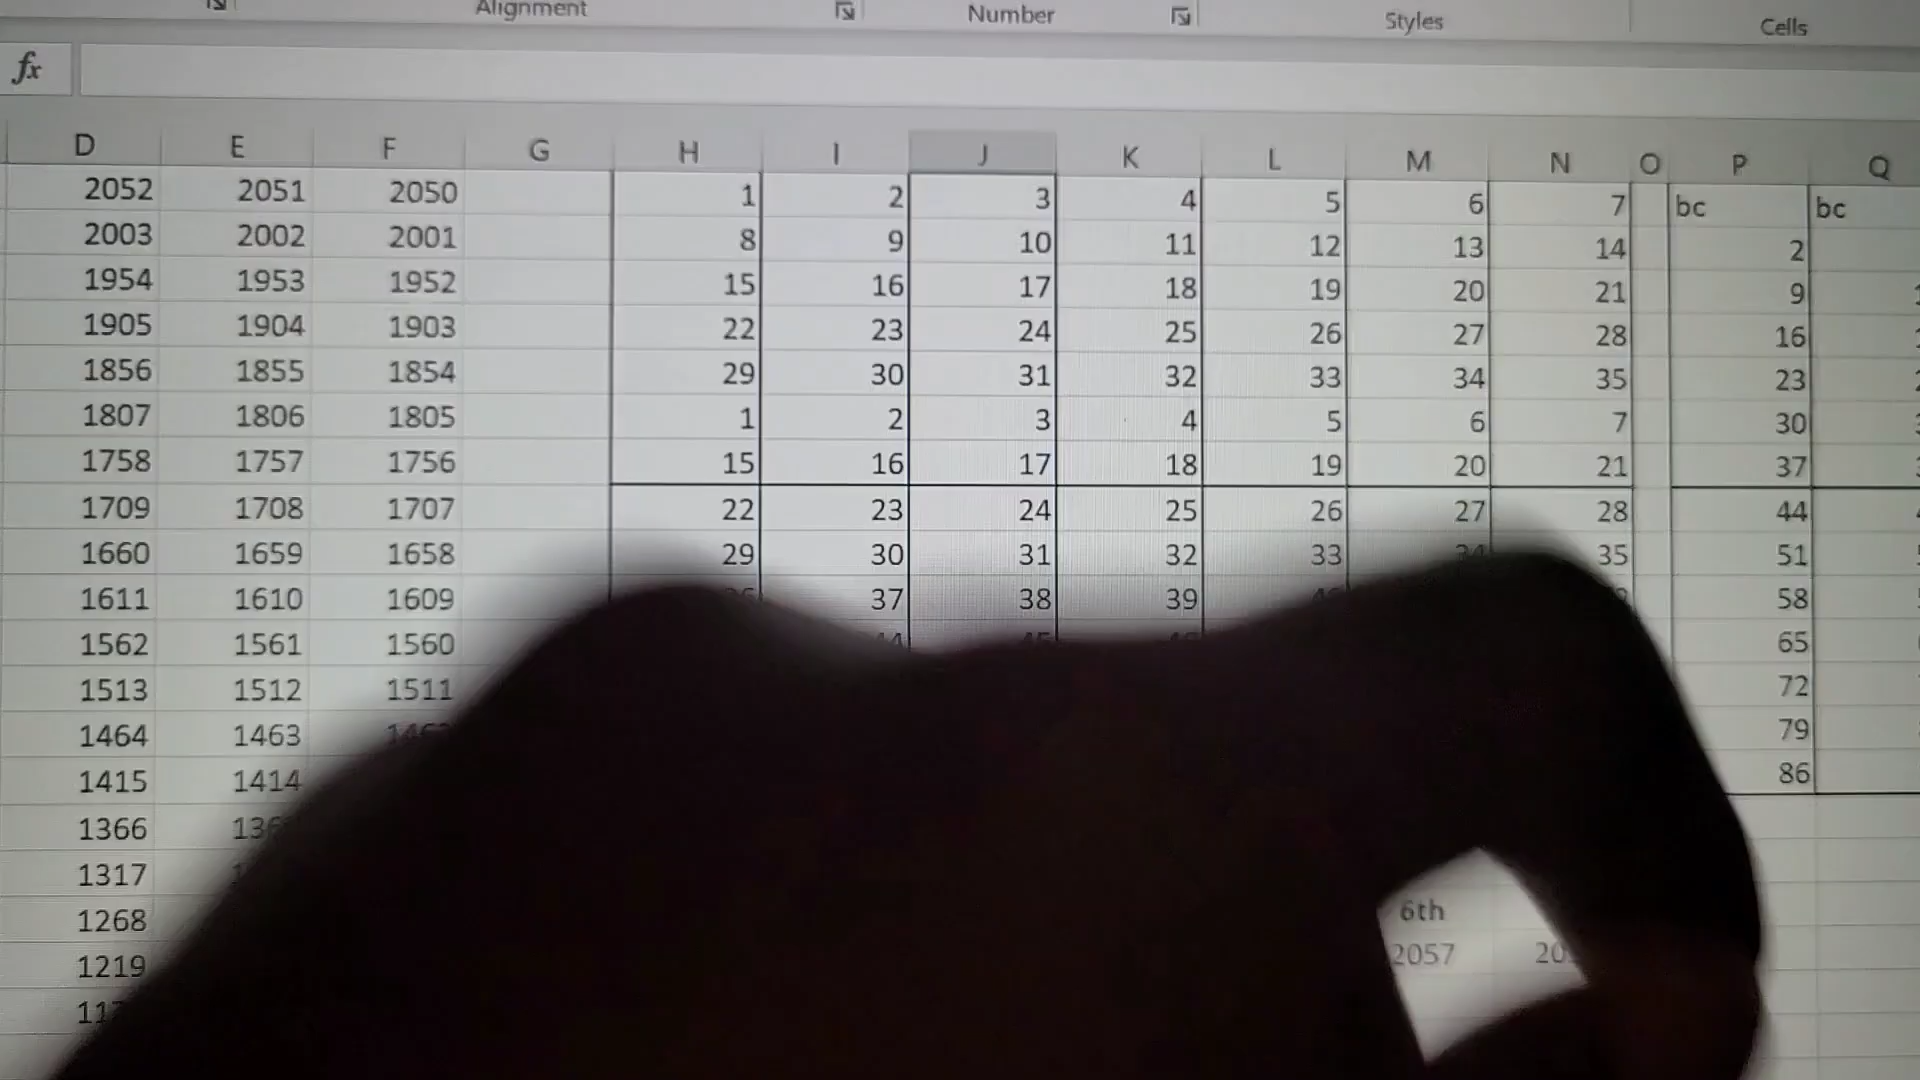 Alignment Number Styles Cells
fx
D E F G H I J K L M N O P Q
2052 2051 2050 1 2 3 4 5 6 7 bc bc
2003 2002 2001 8 9 10 11 12 13 14 2
1954 1953 1952 15 16 17 18 19 20 21 9
1905 1904 1903 22 23 24 25 26 27 28 16
1856 1855 1854 29 30 31 32 33 34 35 23
1807 1806 1805 1 2 3 4 5 6 7 30
1758 1757 1756 15 16 17 18 19 20 21 37
1709 1708 1707 22 23 24 25 26 27 28 44
1660 1659 1658 29 30 31 32 33 34 35 51
1611 1610 1609 37 38 39 58
1562 1561 1560 65
1513 1512 1511 72
1464 1463 79
1415 1414 86
1366
1317
1268 6th
1219 2057